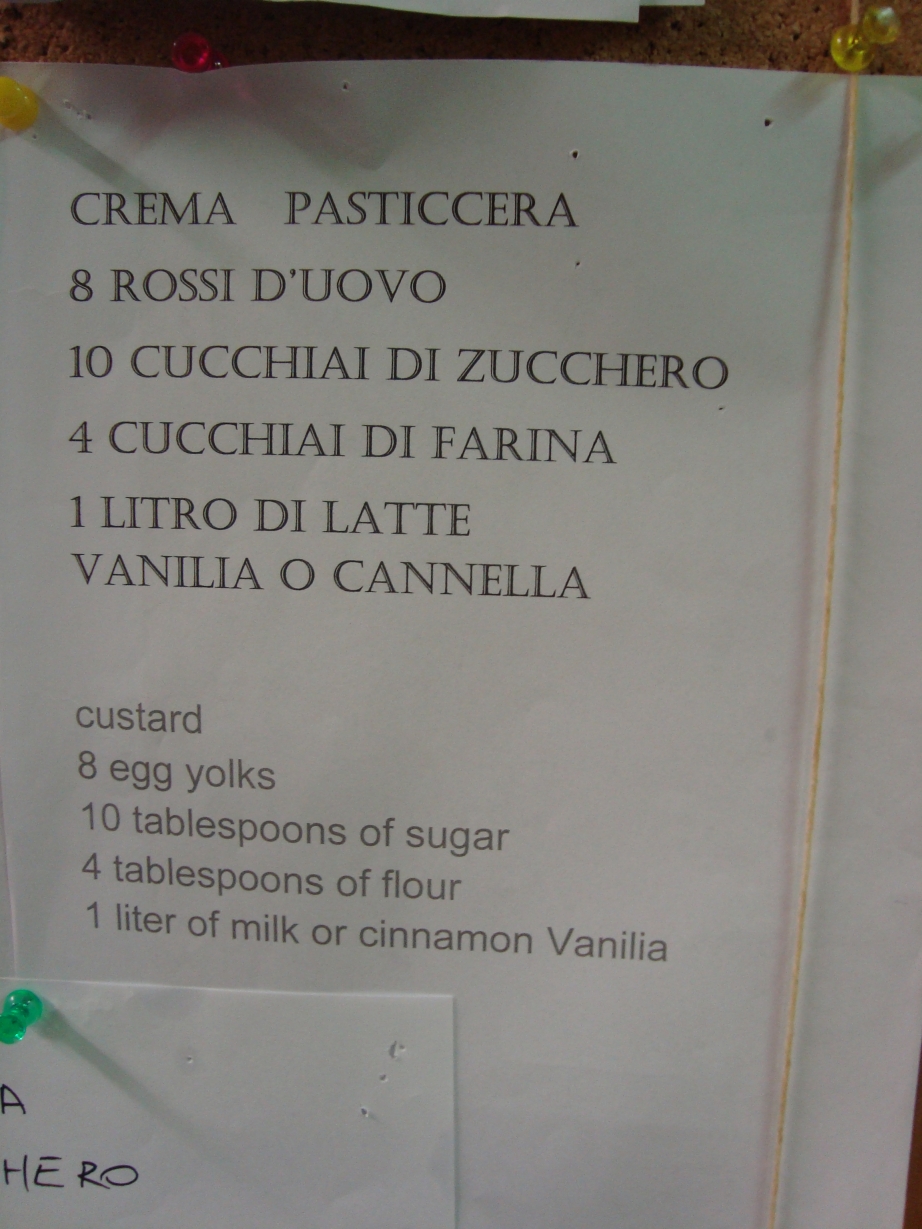 CREMA PASTICCERA
8 ROSSI D'UOVO
10 CUCCHIAI DI ZUCCHERO
4 CUCCHIAI DI FARINA
1 LITRO DI LATTE
VANILIA O CANNELLA
custard
8 egg yolks
10 tablespoons of sugar
4 tablespoons of flour
1 liter of milk or cinnamon Vanilia
A
HERO